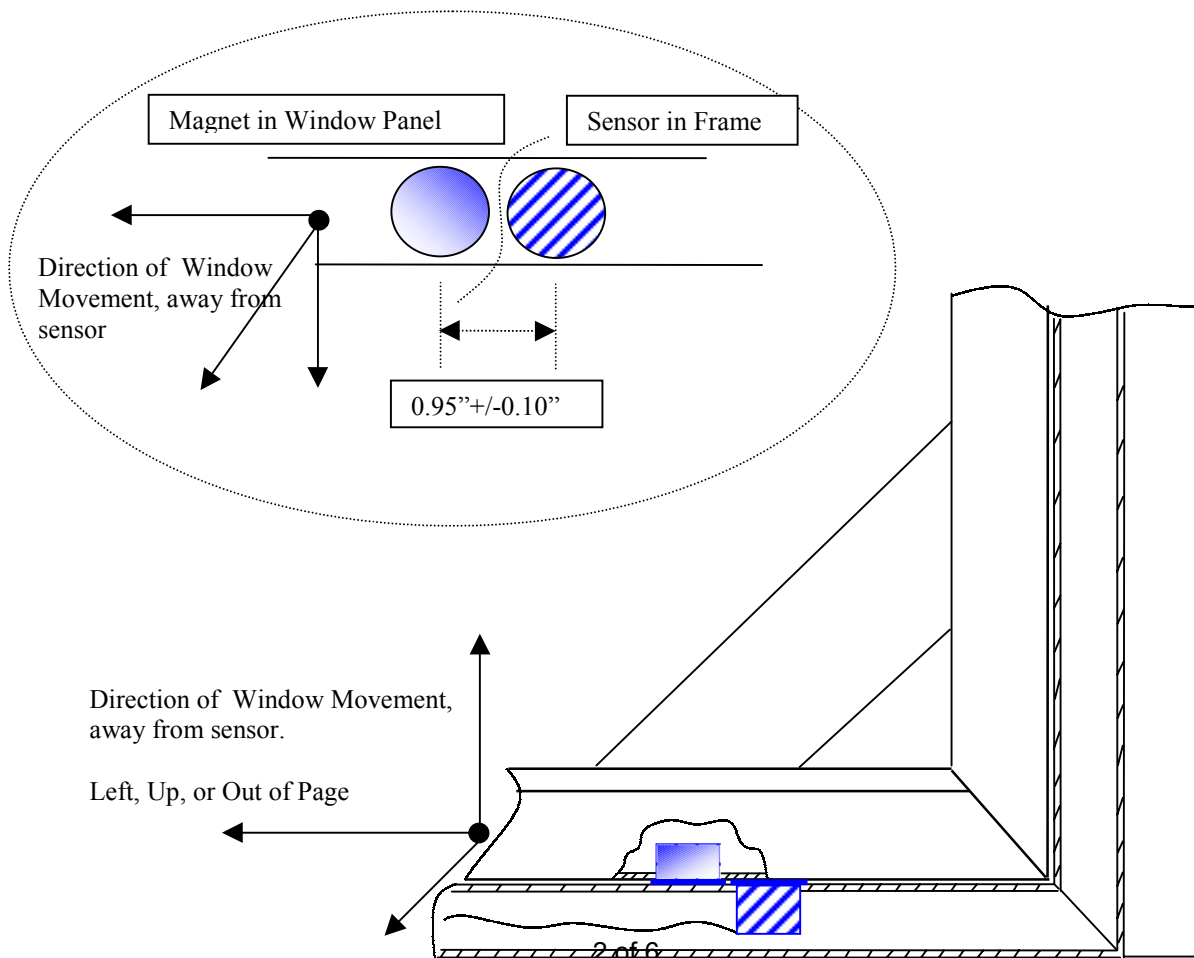 Magnet in Window Panel
Sensor in Frame
Direction of Window
Movement, away from
sensor
0.95”+/-0.10”
Direction of Window Movement,
away from sensor.
Left, Up, or Out of Page
2 of 6